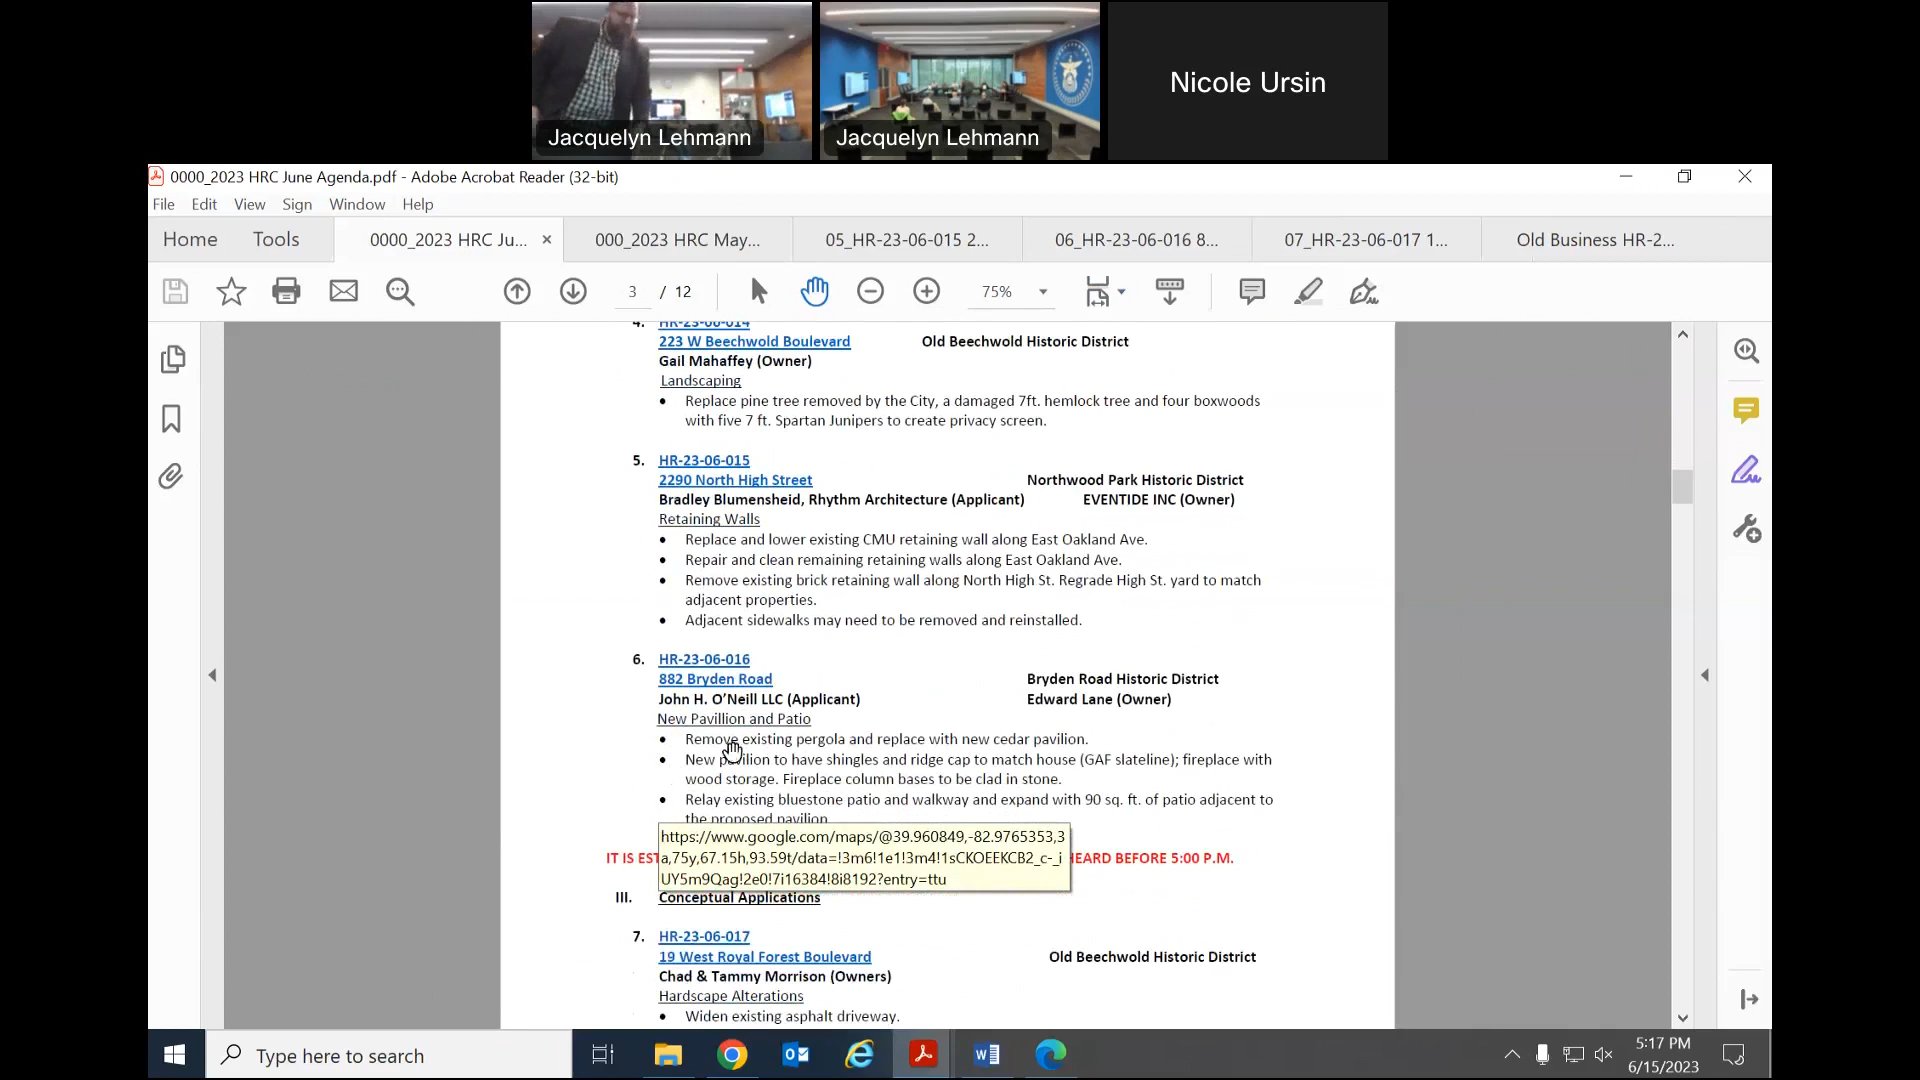 Jacquelyn Lehmann
Jacquelyn Lehmann
Nicole Ursin
0000_2023 HRC June Agenda.pdf - Adobe Acrobat Reader (32-bit)
File Edit View Sign Window Help
Home Tools 0000_2023 HRC Ju... × 000_2023 HRC May... 05_HR-23-06-015 2... 06_HR-23-06-016 8... 07_HR-23-06-017 1... Old Business HR-2...
3 / 12 75%
4. HR-23-06-014
223 W Beechwold Boulevard Old Beechwold Historic District
Gail Mahaffey (Owner)
Landscaping
• Replace pine tree removed by the City, a damaged 7ft. hemlock tree and four boxwoods
with five 7 ft. Spartan Junipers to create privacy screen.
5. HR-23-06-015
2290 North High Street Northwood Park Historic District
Bradley Blumensheid, Rhythm Architecture (Applicant) EVENTIDE INC (Owner)
Retaining Walls
• Replace and lower existing CMU retaining wall along East Oakland Ave.
• Repair and clean remaining retaining walls along East Oakland Ave.
• Remove existing brick retaining wall along North High St. Regrade High St. yard to match
adjacent properties.
• Adjacent sidewalks may need to be removed and reinstalled.
6. HR-23-06-016
882 Bryden Road Bryden Road Historic District
John H. O’Neill LLC (Applicant) Edward Lane (Owner)
New Pavillion and Patio
• Remove existing pergola and replace with new cedar pavilion.
• New pavilion to have shingles and ridge cap to match house (GAF slateline); fireplace with
wood storage. Fireplace column bases to be clad in stone.
• Relay existing bluestone patio and walkway and expand with 90 sq. ft. of patio adjacent to
the proposed pavilion.
https://www.google.com/maps/@39.960849,-82.9765353,3
IT IS EST a,75y,67.15h,93.59t/data=!3m6!1e1!3m4!1sCKOEEKCB2_c-_i HEARD BEFORE 5:00 P.M.
UY5m9Qag!2e0!7i16384!8i8192?entry=ttu
III. Conceptual Applications
7. HR-23-06-017
19 West Royal Forest Boulevard Old Beechwold Historic District
Chad & Tammy Morrison (Owners)
Hardscape Alterations
• Widen existing asphalt driveway.
Type here to search
5:17 PM
6/15/2023